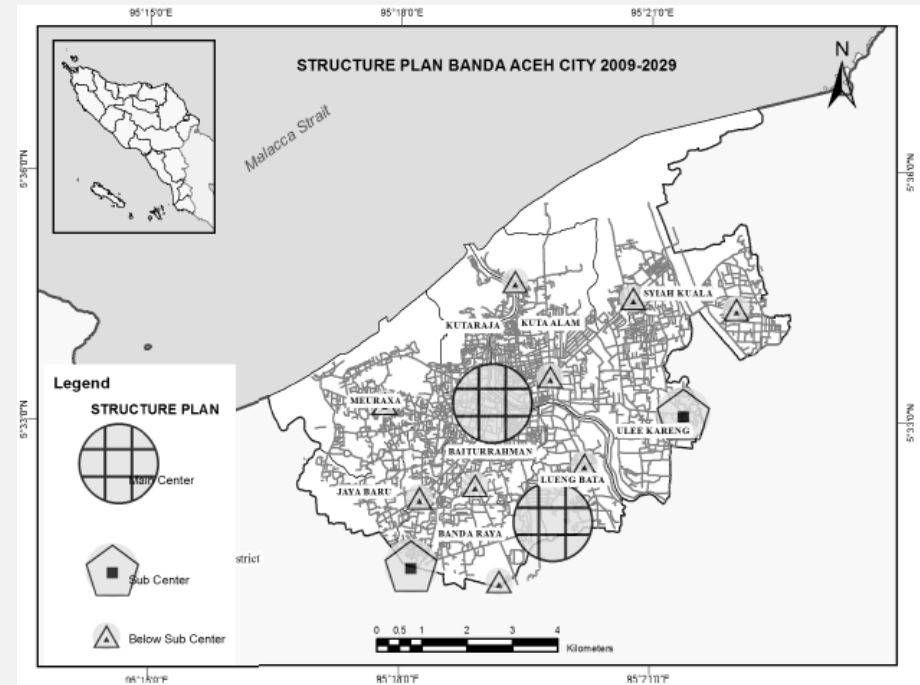 95°15'0"E 95°18'0"E 95°21'0"E
STRUCTURE PLAN BANDA ACEH CITY 2009-2029
N
Malacca Strait
5°36'0"N 5°36'0"N
SYIAH KUALA
KUTARAJA KUTA ALAM
Legend
STRUCTURE PLAN
MEURAXA
5°33'0"N 5°33'0"N
ULEE KARENG
BAITURRAHMAN
Main Center
LUENG BATA
JAYA BARU
BANDA RAYA
strict
Sub Center
Below Sub Center
0 0.5 1 2 3 4
Kilometers
95°15'0"E 95°18'0"E 95°21'0"E